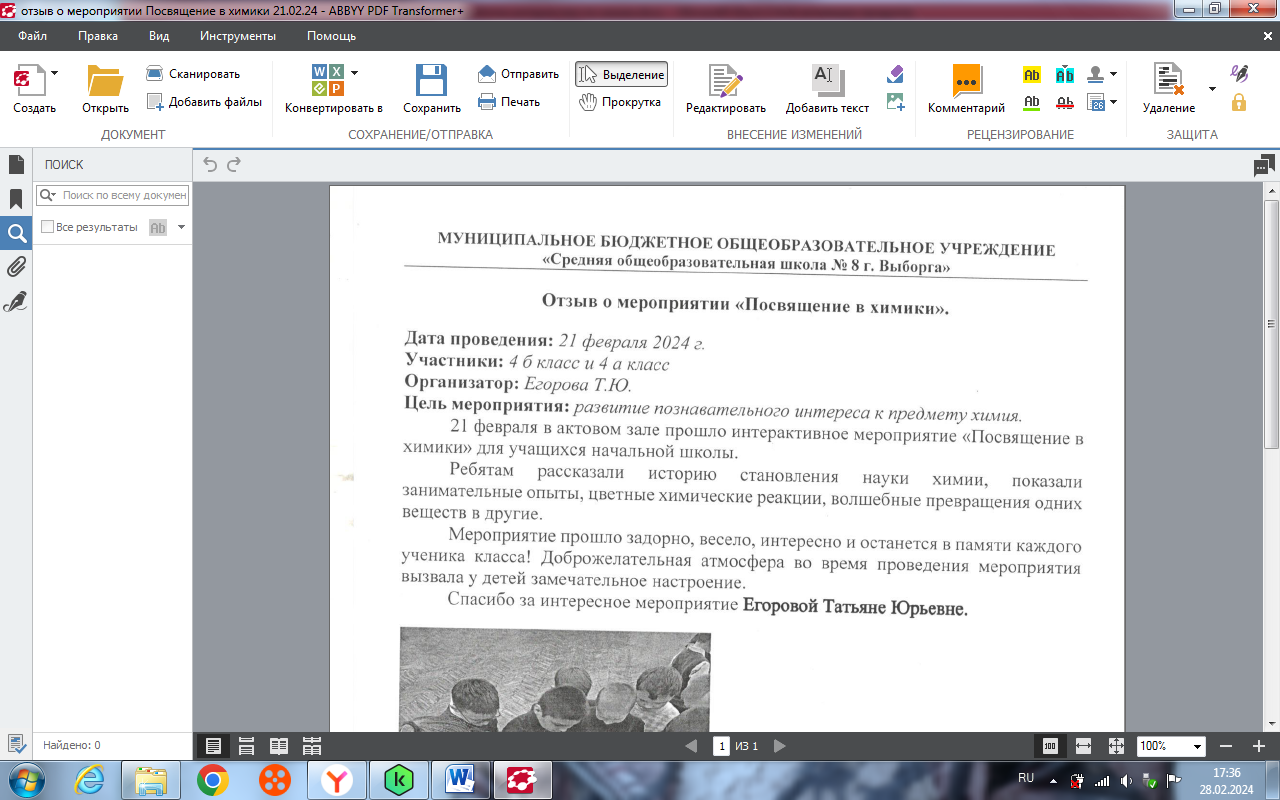 отзыв о мероприятии Посвящение в химики 21.02.24 - ABBYY PDF Transformer+
Файл Правка Вид Инструменты Помощь
Создать
Открыть
Сканировать
Добавить файлы
Конвертировать в
Сохранить
Отправить
Печать
Выделение
Прокрутка
Редактировать
Добавить текст
Комментарий
Удаление
ДОКУМЕНТ
СОХРАНЕНИЕ/ОТПРАВКА
ВНЕСЕНИЕ ИЗМЕНЕНИЙ
РЕЦЕНЗИРОВАНИЕ
ЗАЩИТА
ПОИСК
Поиск по всему докумен
Все результаты
МУНИЦИПАЛЬНОЕ БЮДЖЕТНОЕ ОБЩЕОБРАЗОВАТЕЛЬНОЕ УЧРЕЖДЕНИЕ
«Средняя общеобразовательная школа № 8 г. Выборга»
Отзыв о мероприятии «Посвящение в химики».
Дата проведения: 21 февраля 2024 г.
Участники: 4 б класс и 4 а класс
Организатор: Егорова Т.Ю.
Цель мероприятия: развитие познавательного интереса к предмету химия.
21 февраля в актовом зале прошло интерактивное мероприятие «Посвящение в
химики» для учащихся начальной школы.
Ребятам рассказали историю становления науки химии, показали
занимательные опыты, цветные химические реакции, волшебные превращения одних
веществ в другие.
Мероприятие прошло задорно, весело, интересно и останется в памяти каждого
ученика класса! Доброжелательная атмосфера во время проведения мероприятия
вызвала у детей замечательное настроение.
Спасибо за интересное мероприятие Егоровой Татьяне Юрьевне.
Найдено: 0
1 ИЗ 1
100%
RU
17:36
28.02.2024